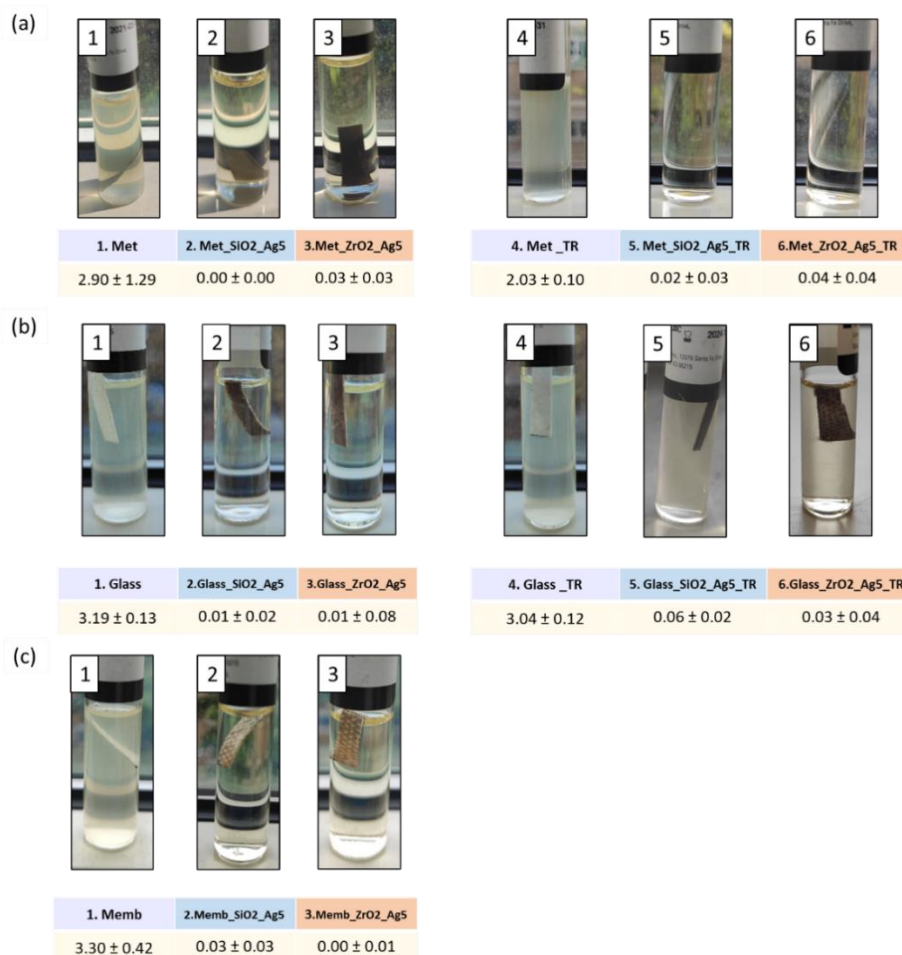 (a)
1
2
3
4
5
6
1. Met
2. Met_SiO2_Ag5
3.Met_ZrO2_Ag5
2.90 ± 1.29
0.00 ± 0.00
0.03 ± 0.03
4. Met _TR
5. Met_SiO2_Ag5_TR
6.Met_ZrO2_Ag5_TR
2.03 ± 0.10
0.02 ± 0.03
0.04 ± 0.04
(b)
1
2
3
4
5
6
1. Glass
2.Glass_SiO2_Ag5
3.Glass_ZrO2_Ag5
3.19 ± 0.13
0.01 ± 0.02
0.01 ± 0.08
4. Glass _TR
5. Glass_SiO2_Ag5_TR
6.Glass_ZrO2_Ag5_TR
3.04 ± 0.12
0.06 ± 0.02
0.03 ± 0.04
(c)
1
2
3
1. Memb
2.Memb_SiO2_Ag5
3.Memb_ZrO2_Ag5
3.30 ± 0.42
0.03 ± 0.03
0.00 ± 0.01